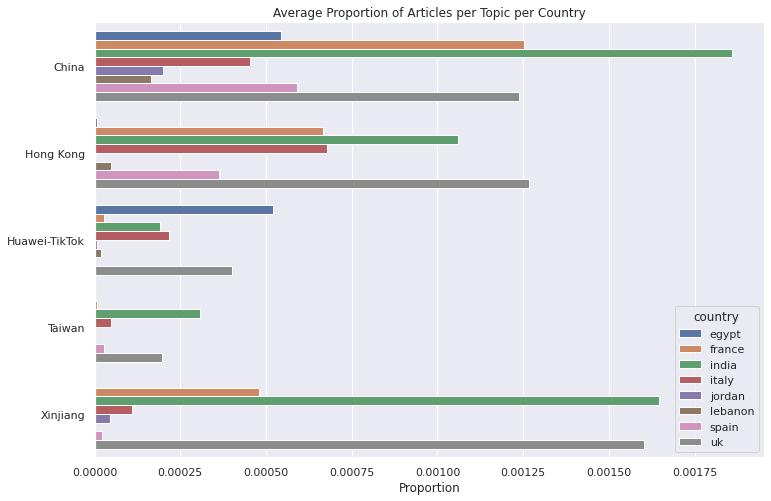 Average Proportion of Articles per Topic per Country
China
Hong Kong
Huawei-TikTok
Taiwan
Xinjiang
country
egypt
france
india
italy
jordan
lebanon
spain
uk
0.00000 0.00025 0.00050 0.00075 0.00100 0.00125 0.00150 0.00175
Proportion